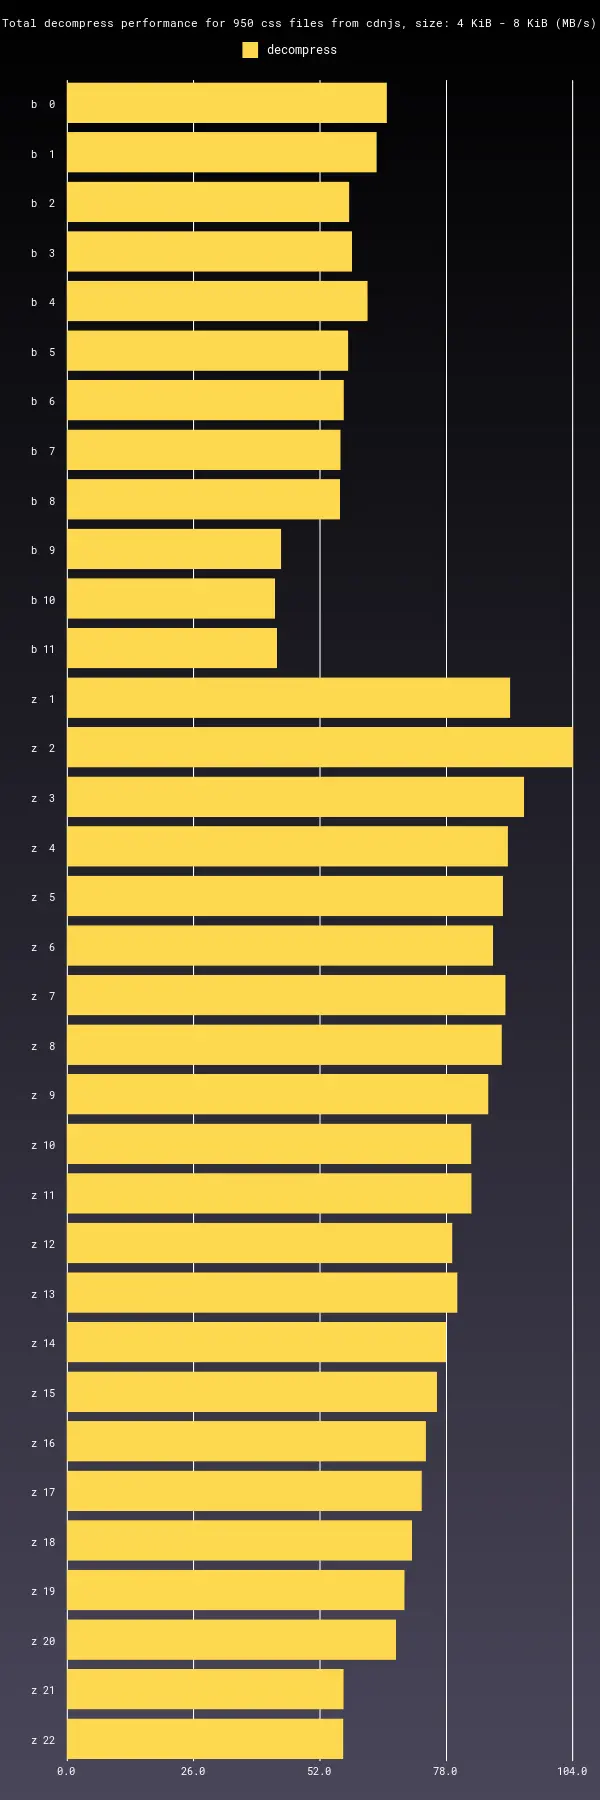 Total decompress performance for 950 css files from cdnjs, size: 4 KiB - 8 KiB (MB/s)
decompress
b  0
b  1
b  2
b  3
b  4
b  5
b  6
b  7
b  8
b  9
b 10
b 11
z  1
z  2
z  3
z  4
z  5
z  6
z  7
z  8
z  9
z 10
z 11
z 12
z 13
z 14
z 15
z 16
z 17
z 18
z 19
z 20
z 21
z 22
0.0 26.0 52.0 78.0 104.0